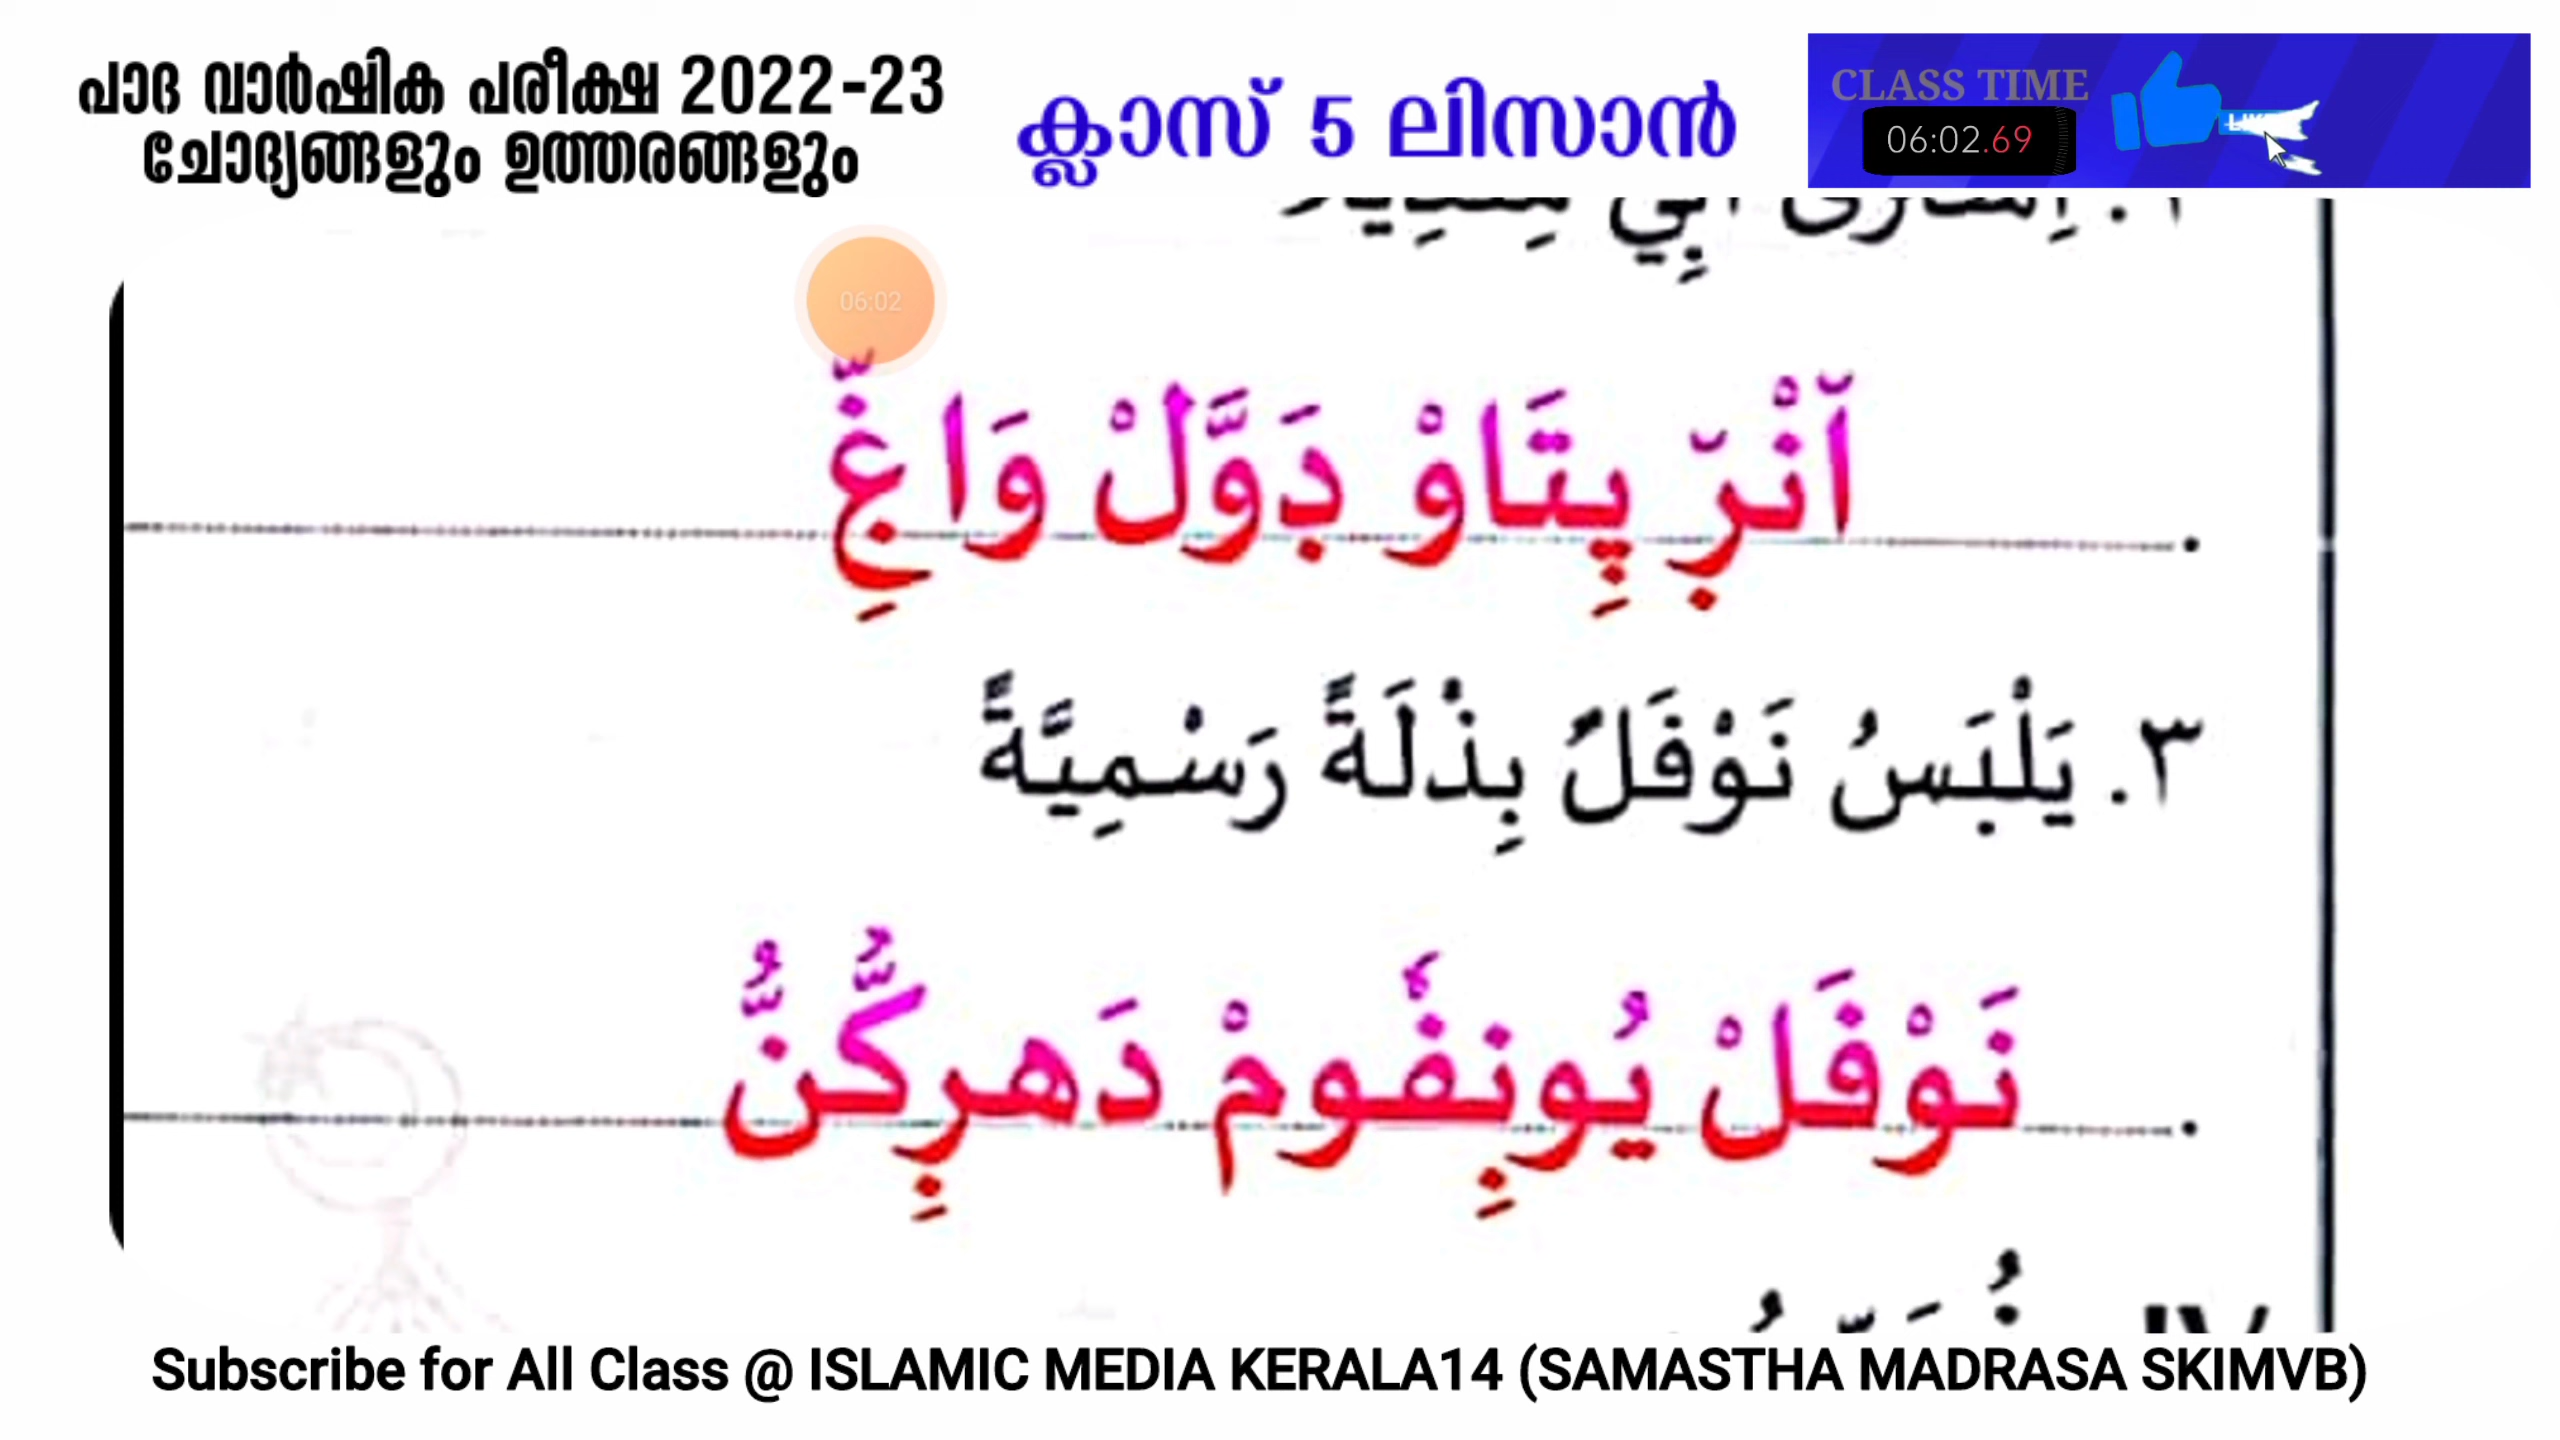 പാദ വാർഷിക പരീക്ഷ 2022-23
ചോദ്യങ്ങളും ഉത്തരങ്ങളും
ക്ലാസ് 5 ലിസാൻ
CLASS TIME
06:02.69
06:02
آنْرٜ پِتَاوْ دَوَّلْ وَاغِّ
٣. يَلْبَسُ نَوْفَلٌ بِذْلَةً رَسْمِيَّةً
نَوْفَلْ يُونِفٗومْ دَهرِكُّنُّ
Subscribe for All Class @ ISLAMIC MEDIA KERALA14 (SAMASTHA MADRASA SKIMVB)